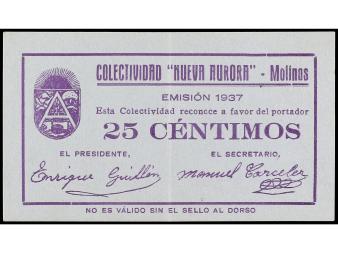 COLECTIVIDAD "NUEVA AURORA" - Molinos
EMISIÓN 1937
Esta Colectividad reconoce a favor del portador
25 CÉNTIMOS
EL PRESIDENTE, EL SECRETARIO,
Enrique Guillén Manuel Carceler
NO ES VÁLIDO SIN EL SELLO AL DORSO